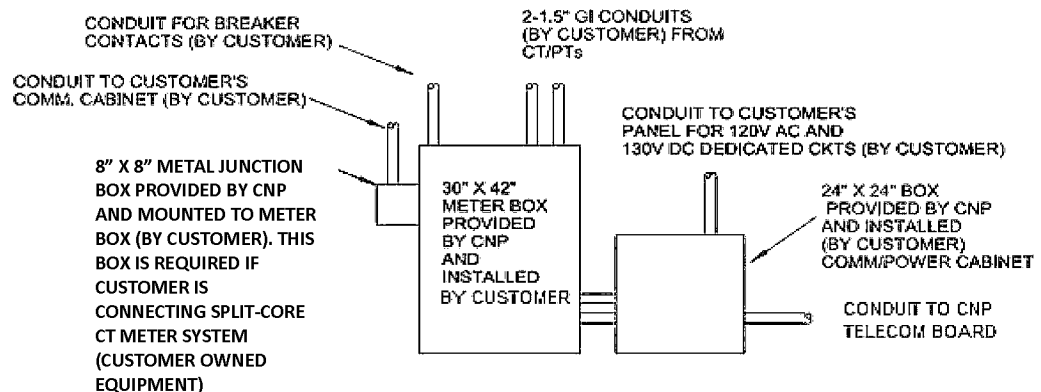 CONDUIT FOR BREAKER
CONTACTS (BY CUSTOMER)
2-1.5" GI CONDUITS
(BY CUSTOMER) FROM
CT/PTs
CONDUIT TO CUSTOMER'S
COMM. CABINET (BY CUSTOMER)
CONDUIT TO CUSTOMER'S
PANEL FOR 120V AC AND
130V DC DEDICATED CKTS (BY CUSTOMER)
8” X 8” METAL JUNCTION
BOX PROVIDED BY CNP
AND MOUNTED TO METER
BOX (BY CUSTOMER). THIS
BOX IS REQUIRED IF
CUSTOMER IS
CONNECTING SPLIT-CORE
CT METER SYSTEM
(CUSTOMER OWNED
EQUIPMENT)
30" X 42"
METER BOX
PROVIDED
BY CNP
AND
INSTALLED
BY CUSTOMER
24" X 24" BOX
PROVIDED BY CNP
AND INSTALLED
(BY CUSTOMER)
COMM/POWER CABINET
CONDUIT TO CNP
TELECOM BOARD